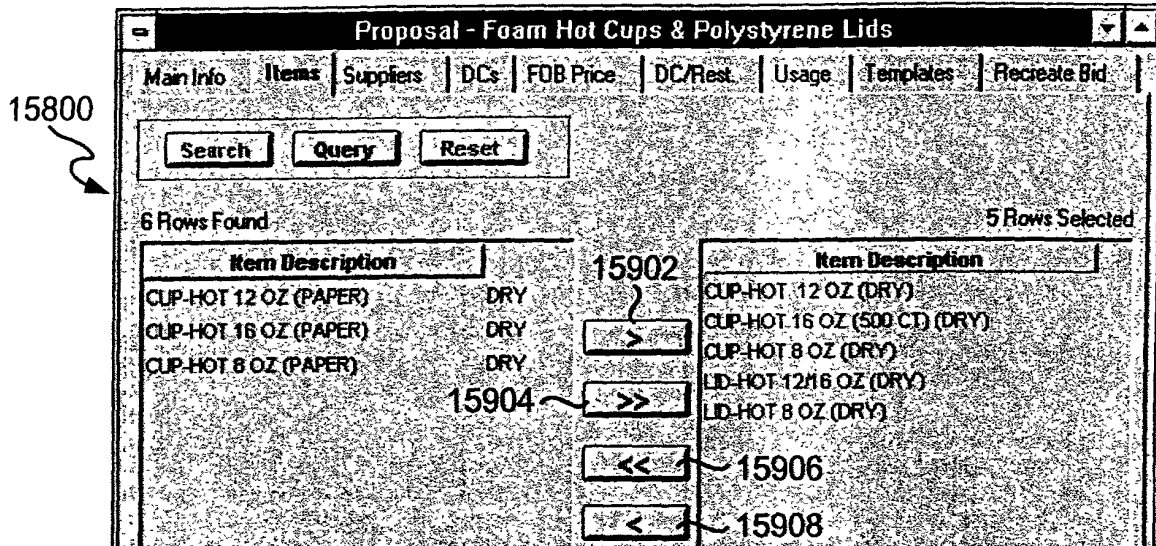 Proposal - Foam Hot Cups & Polystyrene Lids
Main Info Items Suppliers DCs FOB Price DC/Rest. Usage Templates Recreate Bid
15800
Search Query Reset
6 Rows Found
5 Rows Selected
Item Description
CUP-HOT 12 OZ (PAPER) DRY
CUP-HOT 16 OZ (PAPER) DRY
CUP-HOT 8 OZ (PAPER) DRY
15902
>
15904
>>
<<
15906
<
15908
Item Description
CUP-HOT 12 OZ (DRY)
CUP-HOT 16 OZ (500 CT) (DRY)
CUP-HOT 8 OZ (DRY)
LID-HOT 12/16 OZ (DRY)
LID-HOT 8 OZ (DRY)